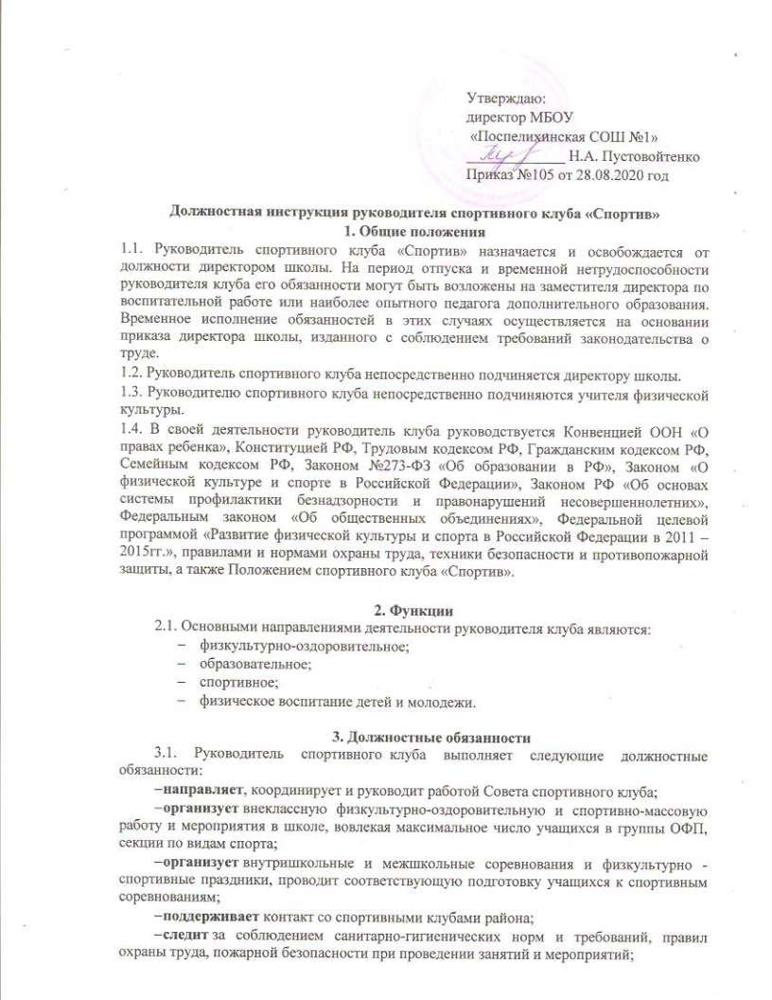 Утверждаю:
директор МБОУ
«Поспелихинская СОШ №1»
_____________ Н.А. Пустовойтенко
Приказ №105 от 28.08.2020 год
Должностная инструкция руководителя спортивного клуба «Спортив»
1. Общие положения
1.1. Руководитель спортивного клуба «Спортив» назначается и освобождается от
должности директором школы. На период отпуска и временной нетрудоспособности
руководителя клуба его обязанности могут быть возложены на заместителя директора по
воспитательной работе или наиболее опытного педагога дополнительного образования.
Временное исполнение обязанностей в этих случаях осуществляется на основании
приказа директора школы, изданного с соблюдением требований законодательства о
труде.
1.2. Руководитель спортивного клуба непосредственно подчиняется директору школы.
1.3. Руководителю спортивного клуба непосредственно подчиняются учителя физической
культуры.
1.4. В своей деятельности руководитель клуба руководствуется Конвенцией ООН «О
правах ребенка», Конституцией РФ, Трудовым кодексом РФ, Гражданским кодексом РФ,
Семейным кодексом РФ, Законом №273-ФЗ «Об образовании в РФ», Законом «О
физической культуре и спорте в Российской Федерации», Законом РФ «Об основах
системы профилактики безнадзорности и правонарушений несовершеннолетних»,
Федеральным законом «Об общественных объединениях», Федеральной целевой
программой «Развитие физической культуры и спорта в Российской Федерации в 2011 –
2015гг.», правилами и нормами охраны труда, техники безопасности и противопожарной
защиты, а также Положением спортивного клуба «Спортив».
2. Функции
2.1. Основными направлениями деятельности руководителя клуба являются:
– физкультурно-оздоровительное;
– образовательное;
– спортивное;
– физическое воспитание детей и молодежи.
3. Должностные обязанности
3.1. Руководитель спортивного клуба выполняет следующие должностные
обязанности:
–направляет, координирует и руководит работой Совета спортивного клуба;
–организует внеклассную физкультурно-оздоровительную и спортивно-массовую
работу и мероприятия в школе, вовлекая максимальное число учащихся в группы ОФП,
секции по видам спорта;
–организует внутришкольные и межшкольные соревнования и физкультурно -
спортивные праздники, проводит соответствующую подготовку учащихся к спортивным
соревнованиям;
–поддерживает контакт со спортивными клубами района;
–следит за соблюдением санитарно-гигиенических норм и требований, правил
охраны труда, пожарной безопасности при проведении занятий и мероприятий;